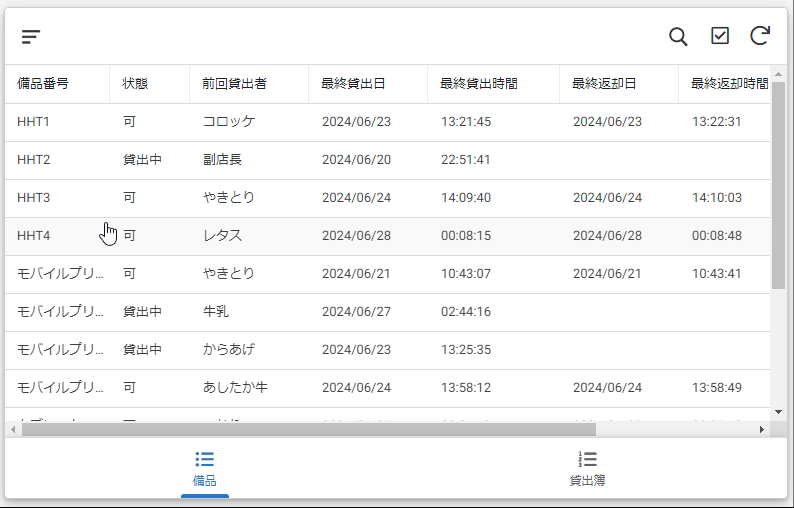 備品番号 状態 前回貸出者 最終貸出日 最終貸出時間 最終返却日 最終返却時間
HHT1 可 コロッケ 2024/06/23 13:21:45 2024/06/23 13:22:31
HHT2 貸出中 副店長 2024/06/20 22:51:41
HHT3 可 やきとり 2024/06/24 14:09:40 2024/06/24 14:10:03
HHT4 可 レタス 2024/06/28 00:08:15 2024/06/28 00:08:48
モバイルプリ... 可 やきとり 2024/06/21 10:43:07 2024/06/21 10:43:41
モバイルプリ... 貸出中 牛乳 2024/06/27 02:44:16
モバイルプリ... 貸出中 からあげ 2024/06/23 13:25:35
モバイルプリ... 可 あしたか牛 2024/06/24 13:58:12 2024/06/24 13:58:49
備品 貸出簿